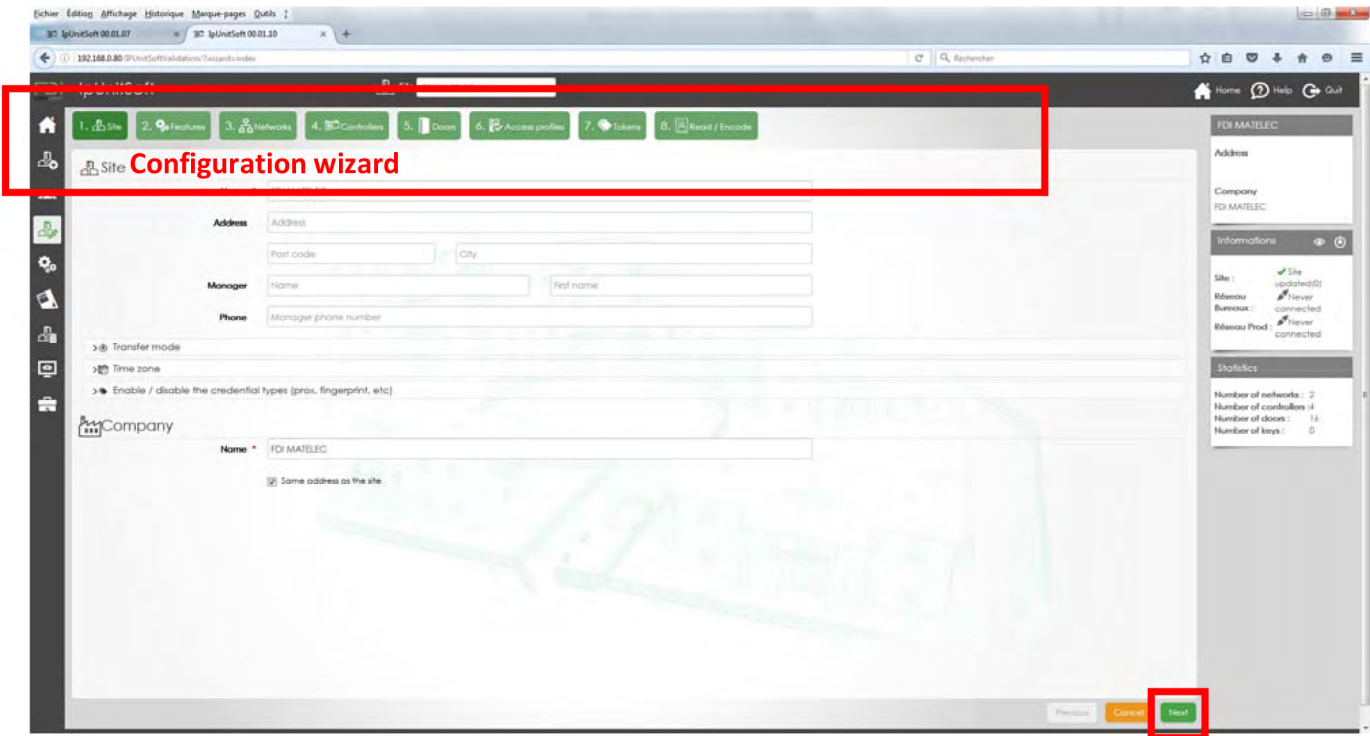 Fichier Édition Affichage Historique Marque-pages Outils ?
IpUnitSoft 00.01.07 IpUnitSoft 00.01.10
192.168.0.80/IPUnitSoftValidation/?wizard=index Rechercher
Home Help Quit
1. Site 2. Features 3. Networks 4. Controllers 5. Doors 6. Access profiles 7. Tokens 8. Read / Encode
Site Configuration wizard
Address Address
Post code City
Manager Name First name
Phone Manager phone number
Transfer mode
Time zone
Enable / disable the credential types (prox, fingerprint, etc)
Company
Name * FDI MATELEC
Same address as the site
Previous Cancel Next
FDI MATELEC
Address
Company
FDI MATELEC
Informations
Site : Site
updated(0)
Réseau Never
Bureaux : connected
Réseau Prod : Never
connected
Statistics
Number of networks : 2
Number of controllers :4
Number of doors : 16
Number of keys : 0